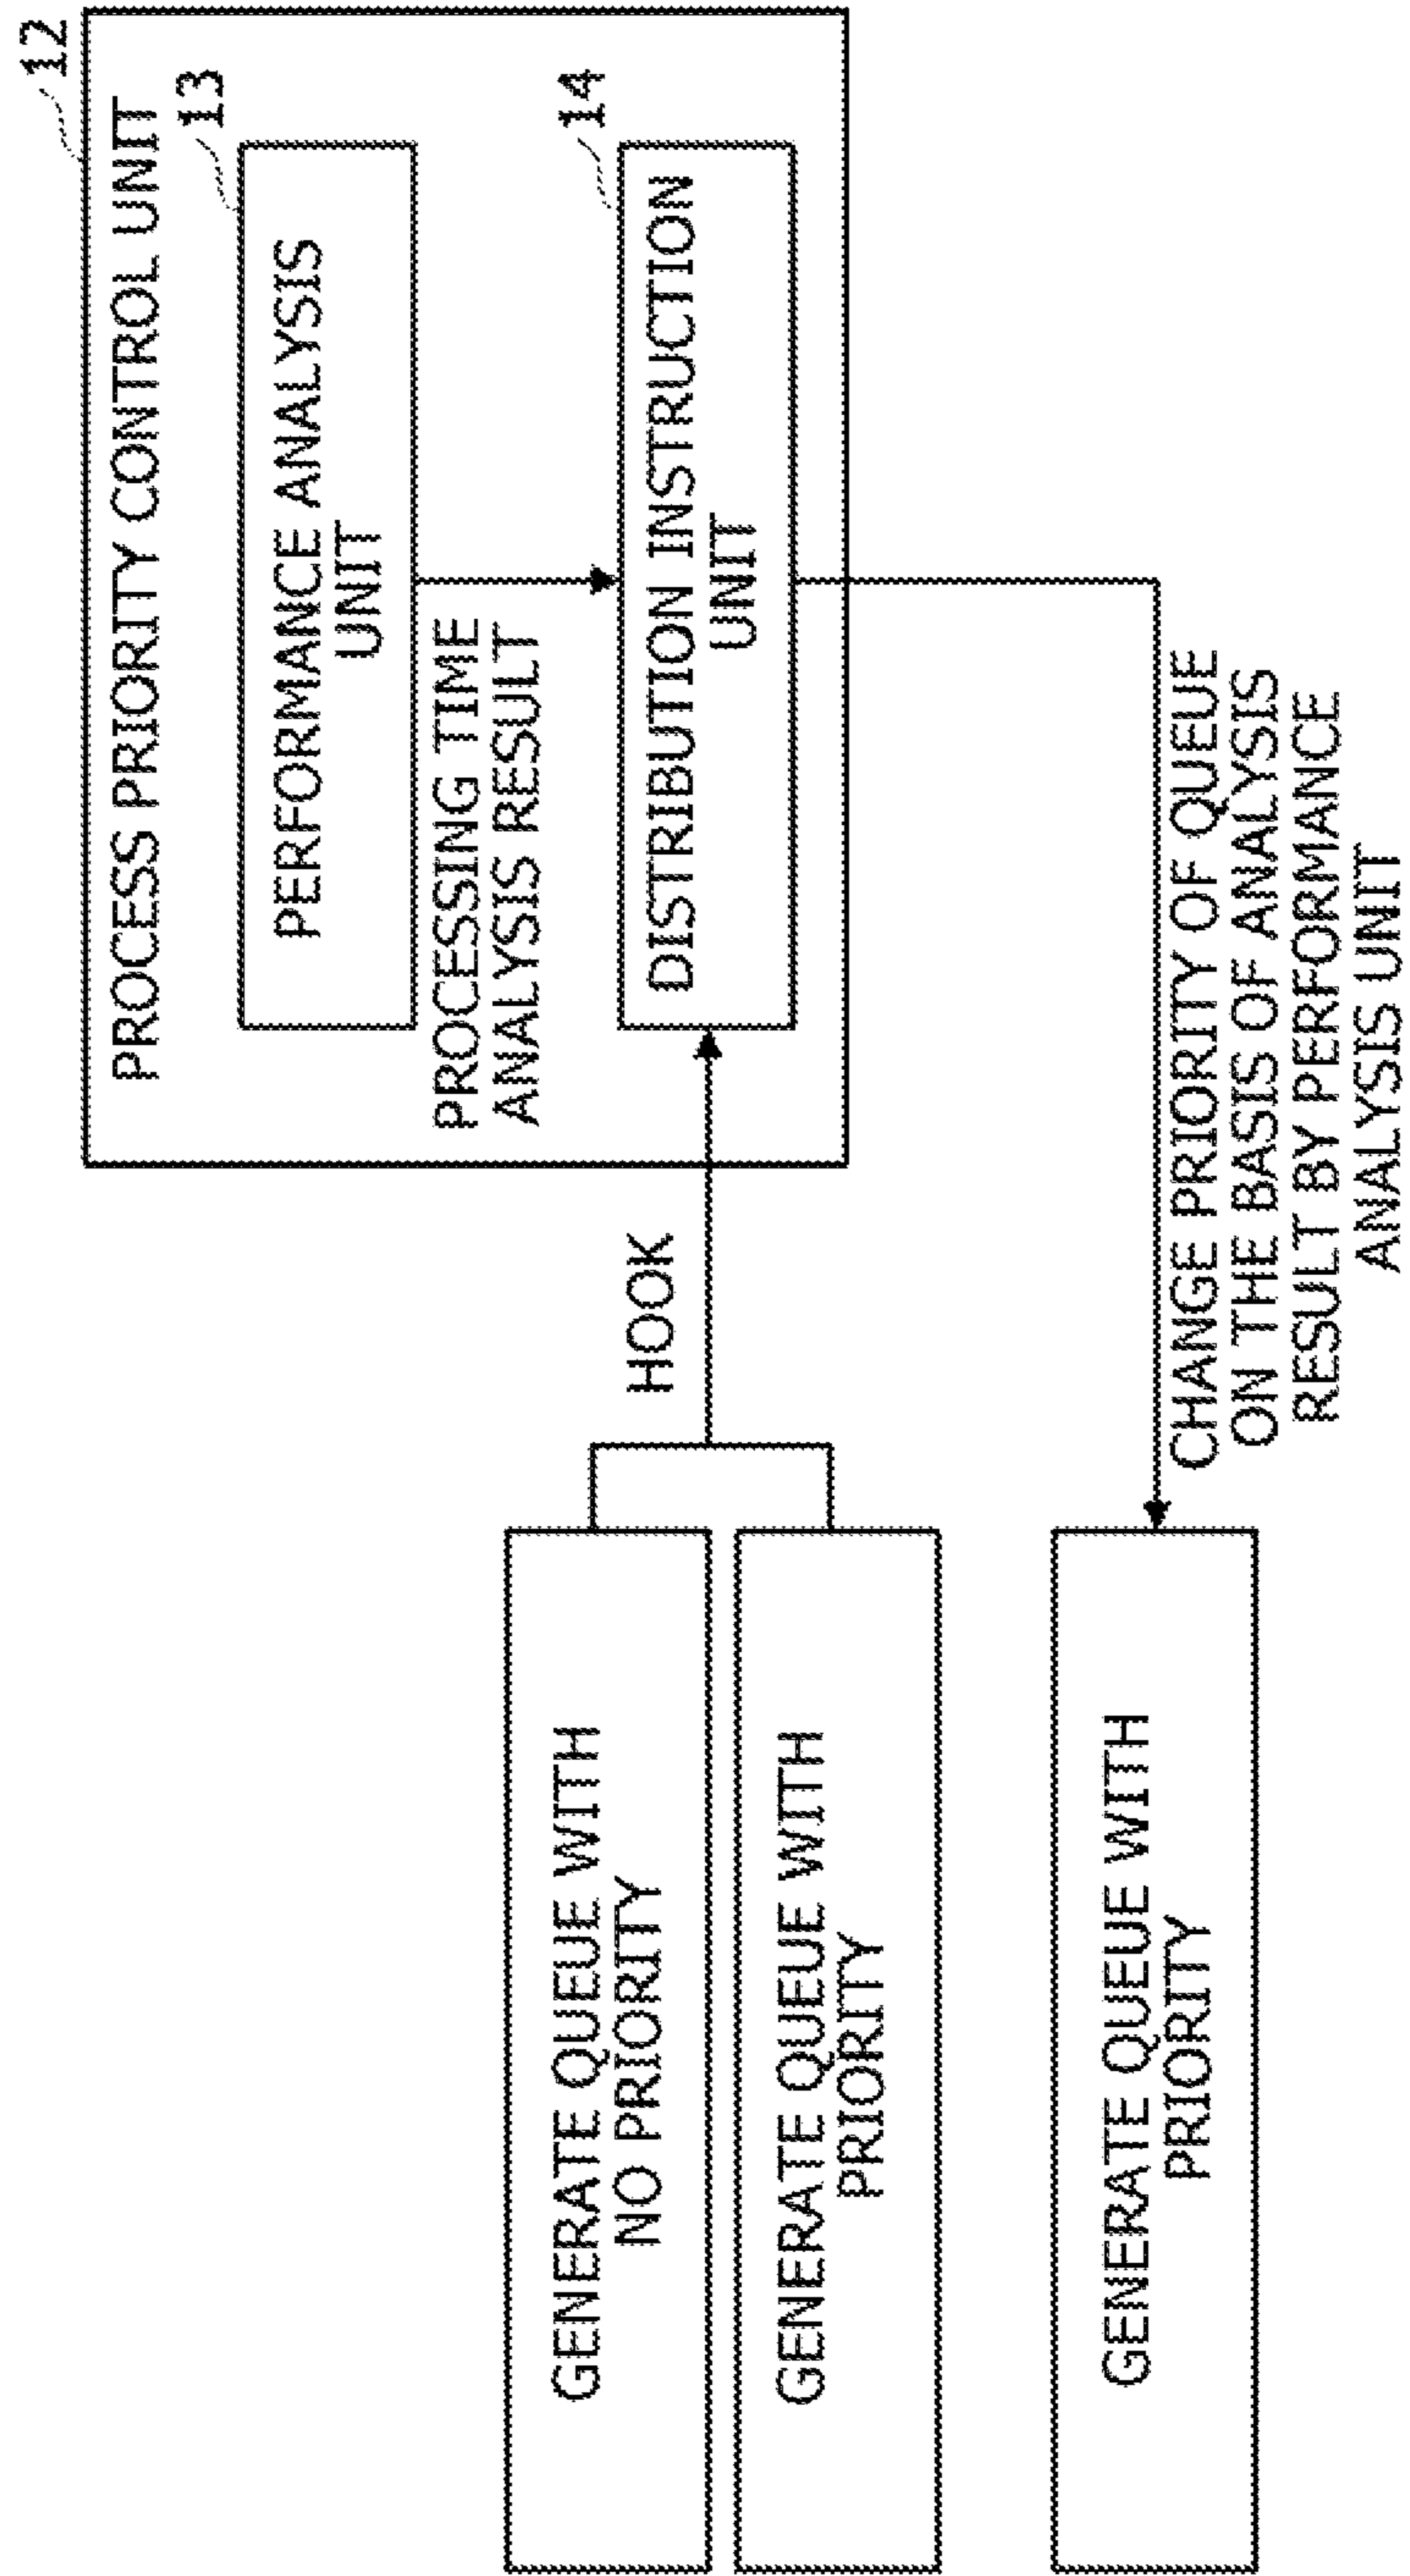 12
PROCESS PRIORITY CONTROL UNIT
13
PERFORMANCE ANALYSIS
UNIT
PROCESSING TIME
ANALYSIS RESULT
14
DISTRIBUTION INSTRUCTION
UNIT
GENERATE QUEUE WITH
NO PRIORITY
HOOK
GENERATE QUEUE WITH
PRIORITY
GENERATE QUEUE WITH
PRIORITY
CHANGE PRIORITY OF QUEUE
ON THE BASIS OF ANALYSIS
RESULT BY PERFORMANCE
ANALYSIS UNIT